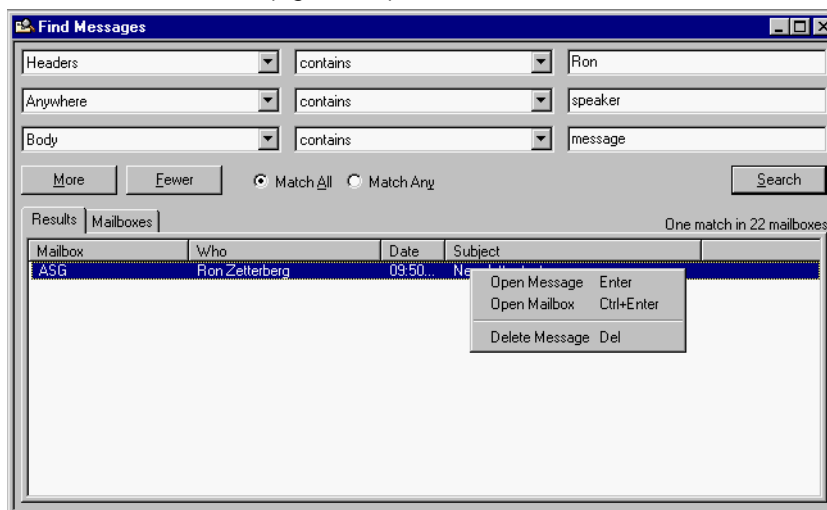 Find Messages
Headers contains Ron
Anywhere contains speaker
Body contains message
More Fewer Match All Match Any Search
Results Mailboxes One match in 22 mailboxes
Mailbox Who Date Subject
ASG Ron Zetterberg 09:50...
Open Message Enter
Open Mailbox Ctrl+Enter
Delete Message Del